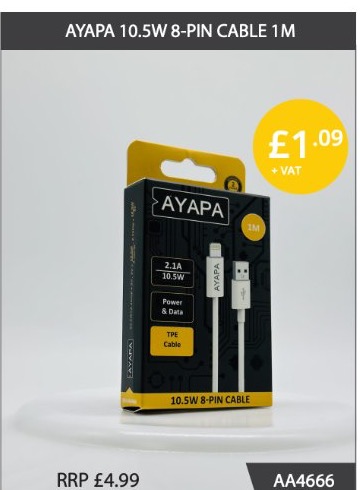 AYAPA 10.5W 8-PIN CABLE 1M
£1.09
+ VAT
AYAPA
1M
2.1A
10.5W
Power
& Data
TPE
Cable
AYAPA
AYAPA
10.5W 8-PIN CABLE
RRP £4.99
AA4666